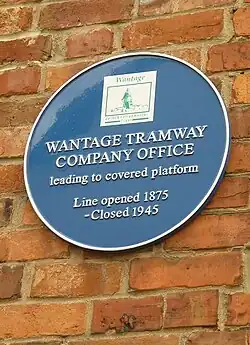 Wantage
WANTAGE TRAMWAY
COMPANY OFFICE
leading to covered platform
Line opened 1875
~Closed 1945